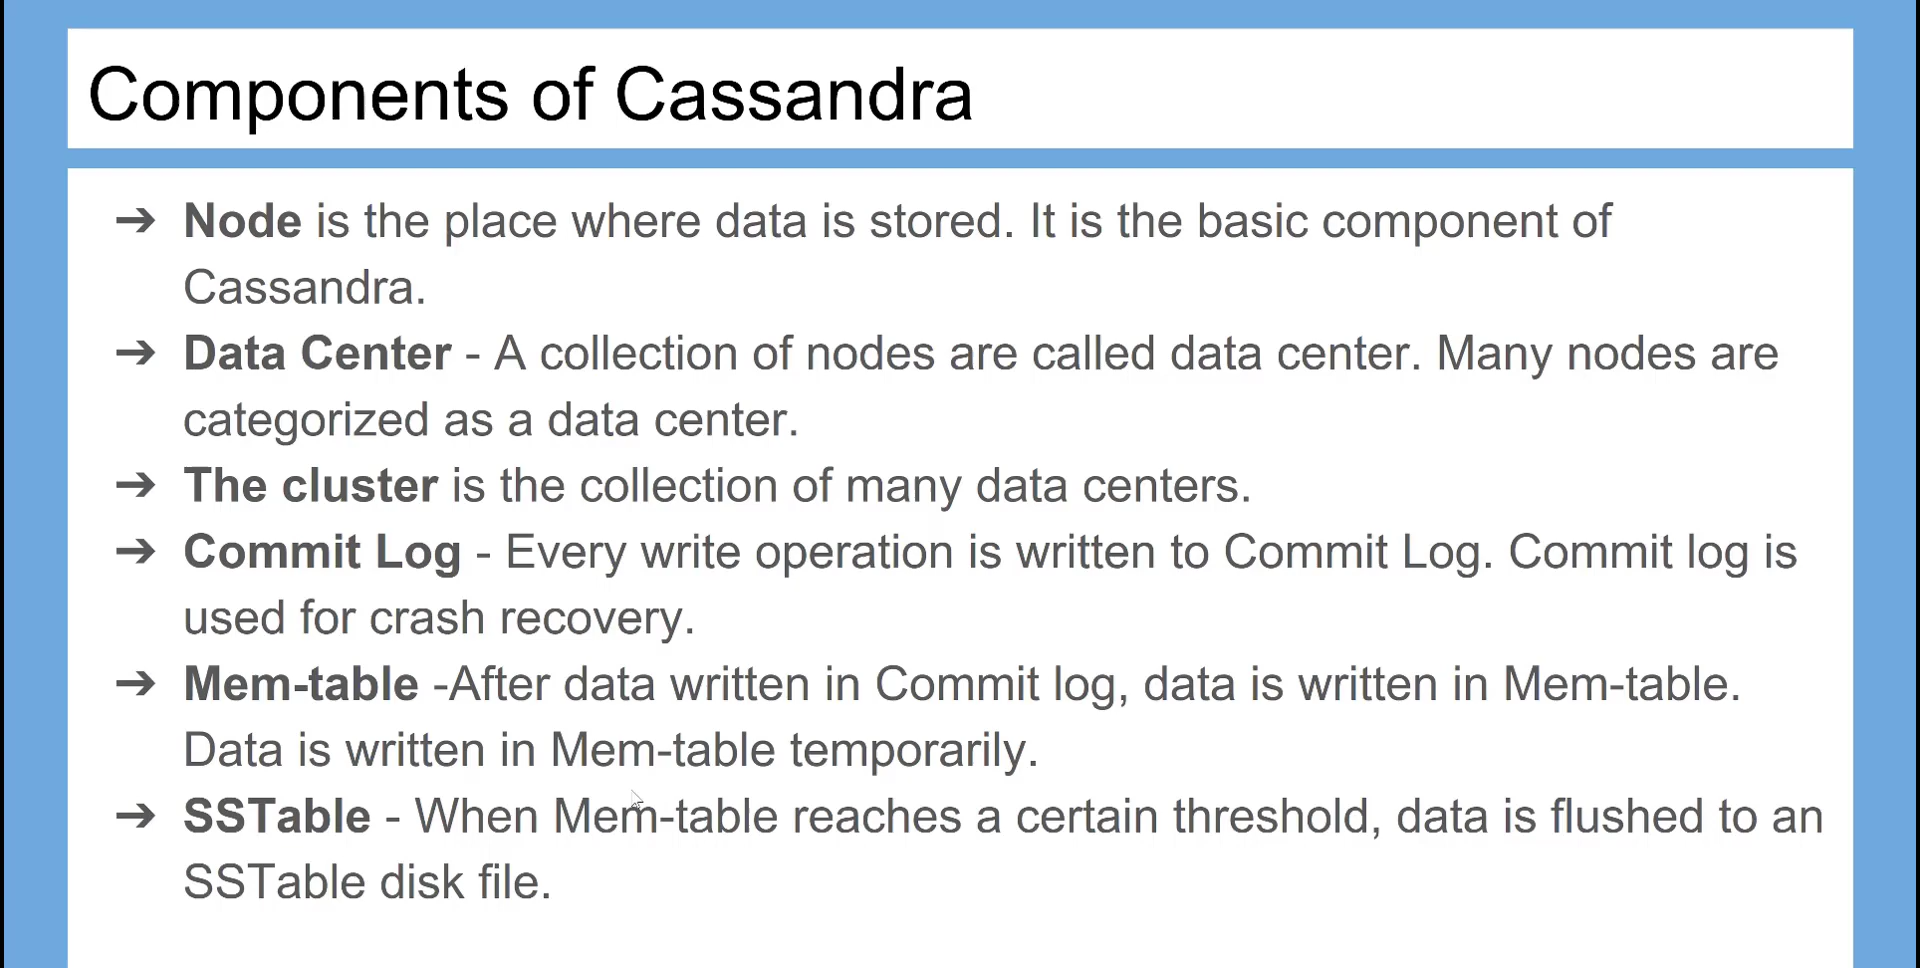 Components of Cassandra
➔ Node is the place where data is stored. It is the basic component of
Cassandra.
➔ Data Center - A collection of nodes are called data center. Many nodes are
categorized as a data center.
➔ The cluster is the collection of many data centers.
➔ Commit Log - Every write operation is written to Commit Log. Commit log is
used for crash recovery.
➔ Mem-table -After data written in Commit log, data is written in Mem-table.
Data is written in Mem-table temporarily.
➔ SSTable - When Mem-table reaches a certain threshold, data is flushed to an
SSTable disk file.